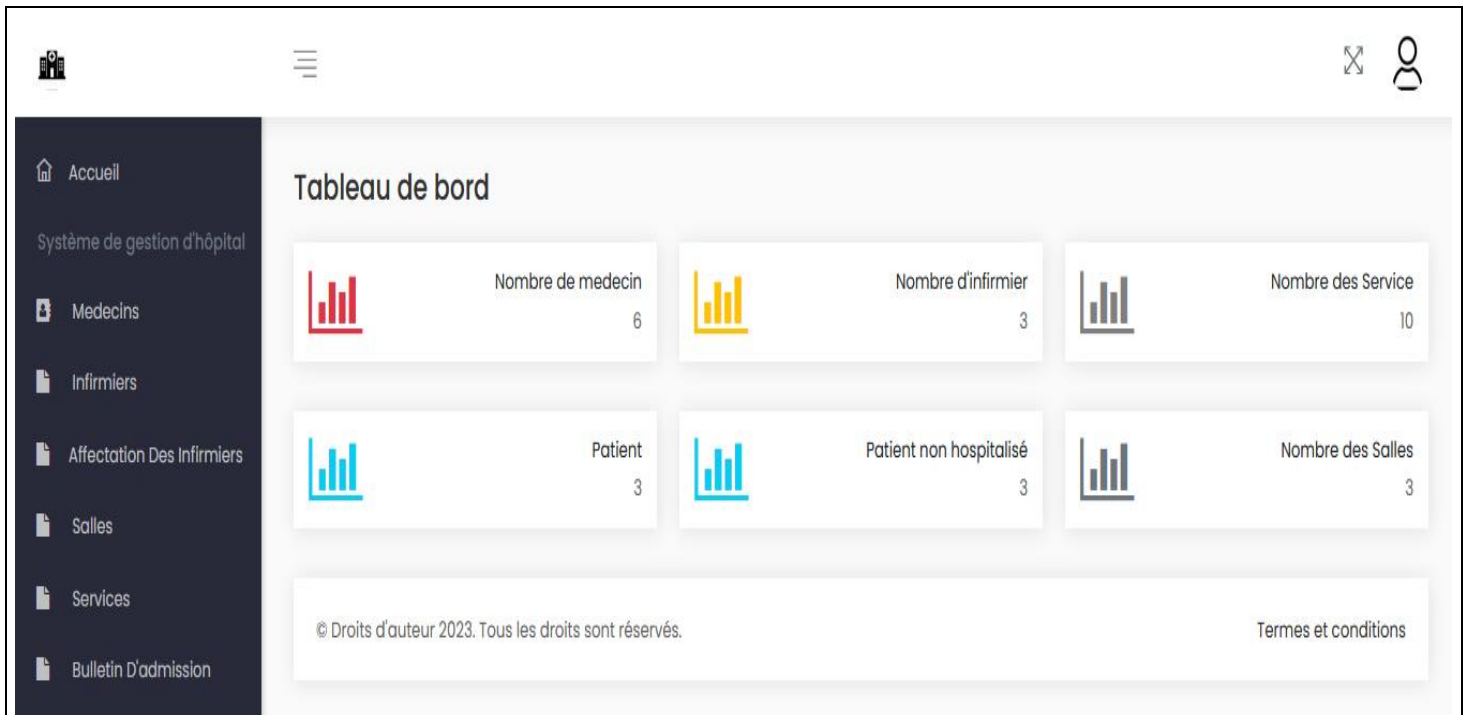 Accueil
Système de gestion d'hôpital
Medecins
Infirmiers
Affectation Des Infirmiers
Salles
Services
Bulletin D'admission
Tableau de bord
Nombre de medecin
6
Nombre d'infirmier
3
Nombre des Service
10
Patient
3
Patient non hospitalisé
3
Nombre des Salles
3
© Droits d'auteur 2023. Tous les droits sont réservés.
Termes et conditions